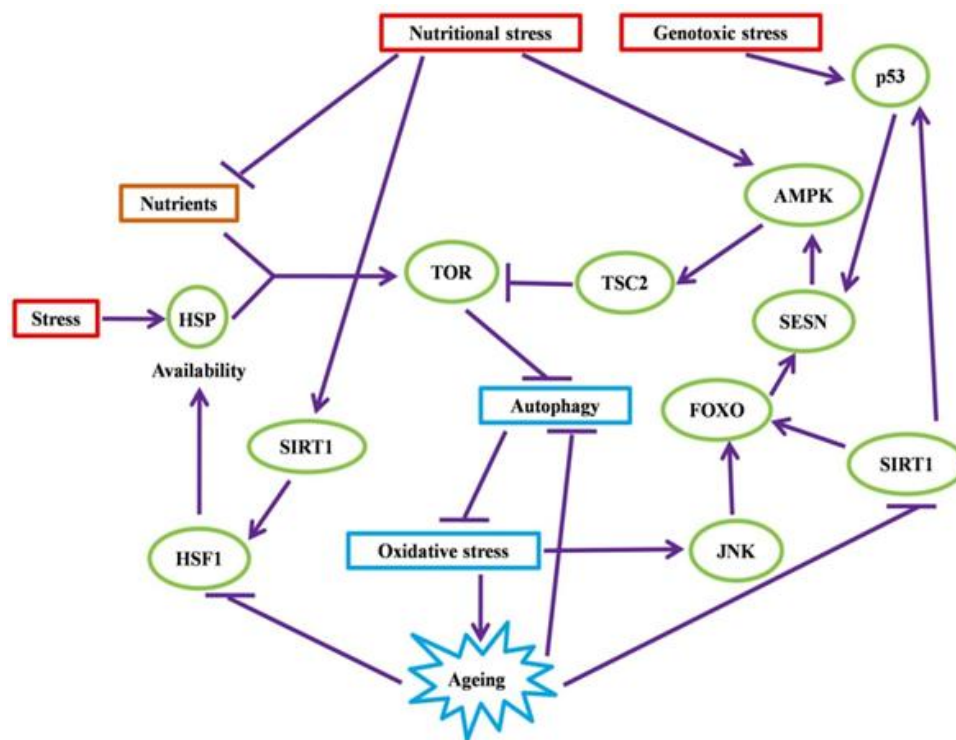 Nutritional stress
Genotoxic stress
p53
Nutrients
AMPK
TOR
TSC2
Stress
HSP
SESN
Availability
Autophagy
FOXO
SIRT1
SIRT1
Oxidative stress
JNK
HSF1
Ageing